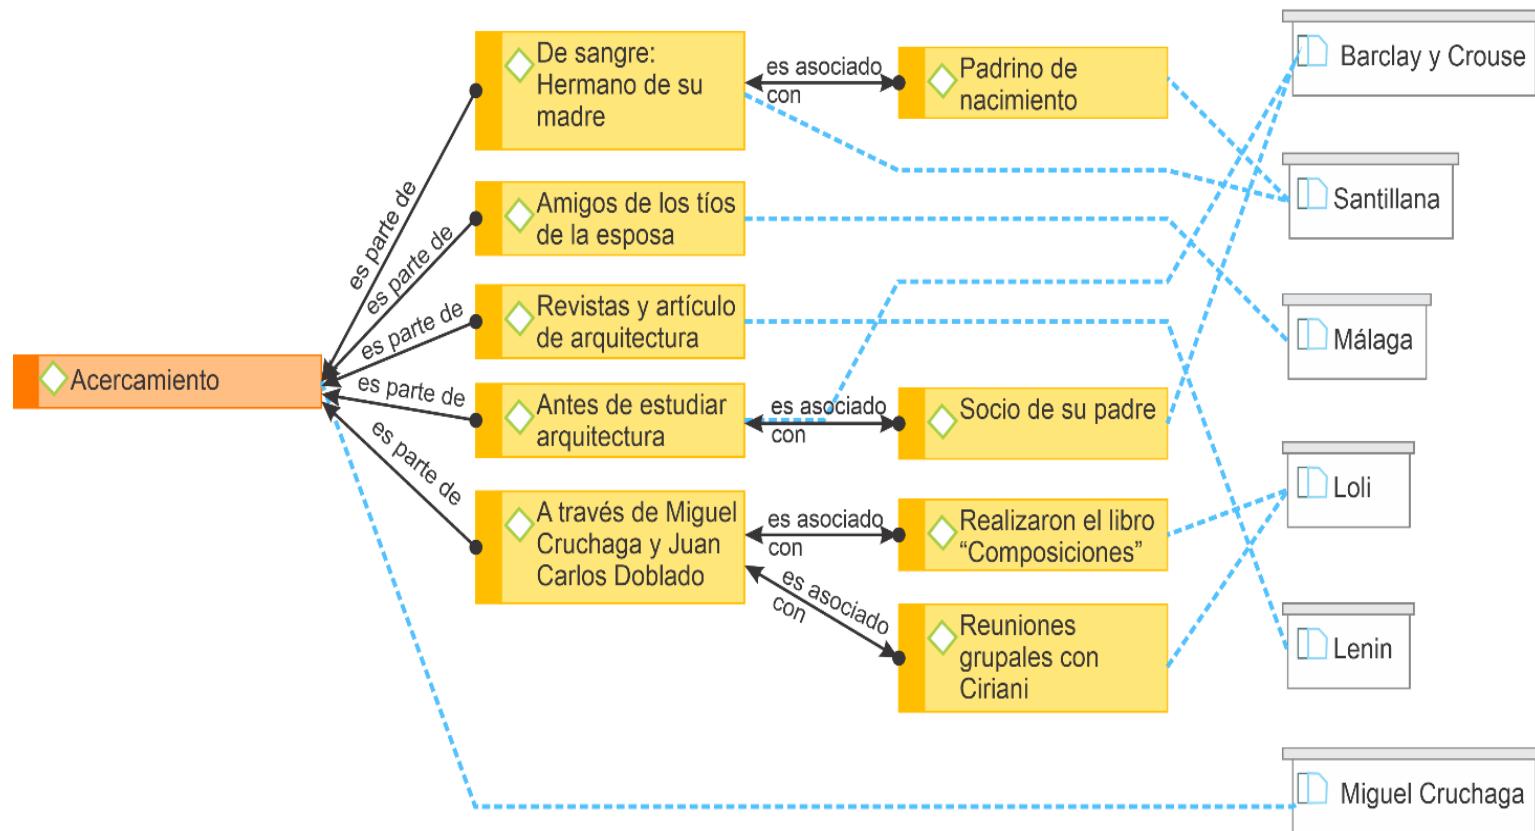 De sangre:
Hermano de su
madre
es asociado
con
Padrino de
nacimiento
Barclay y Crouse
es parte de
Amigos de los tíos
de la esposa
Santillana
es parte de
Revistas y artículo
de arquitectura
Málaga
es parte de
Acercamiento
es parte de
Antes de estudiar
arquitectura
es asociado
con
Socio de su padre
es parte de
A través de Miguel
Cruchaga y Juan
Carlos Doblado
es asociado
con
Realizaron el libro
“Composiciones”
Loli
es asociado
con
Reuniones
grupales con
Ciriani
Lenin
Miguel Cruchaga